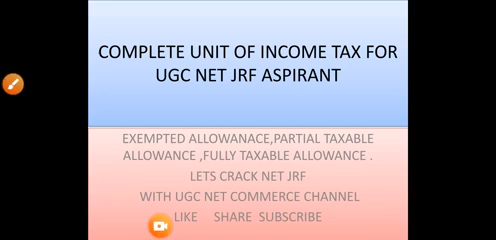 COMPLETE UNIT OF INCOME TAX FOR
UGC NET JRF ASPIRANT
EXEMPTED ALLOWANACE,PARTIAL TAXABLE
ALLOWANCE ,FULLY TAXABLE ALLOWANCE .
LETS CRACK NET JRF
WITH UGC NET COMMERCE CHANNEL
LIKE SHARE SUBSCRIBE